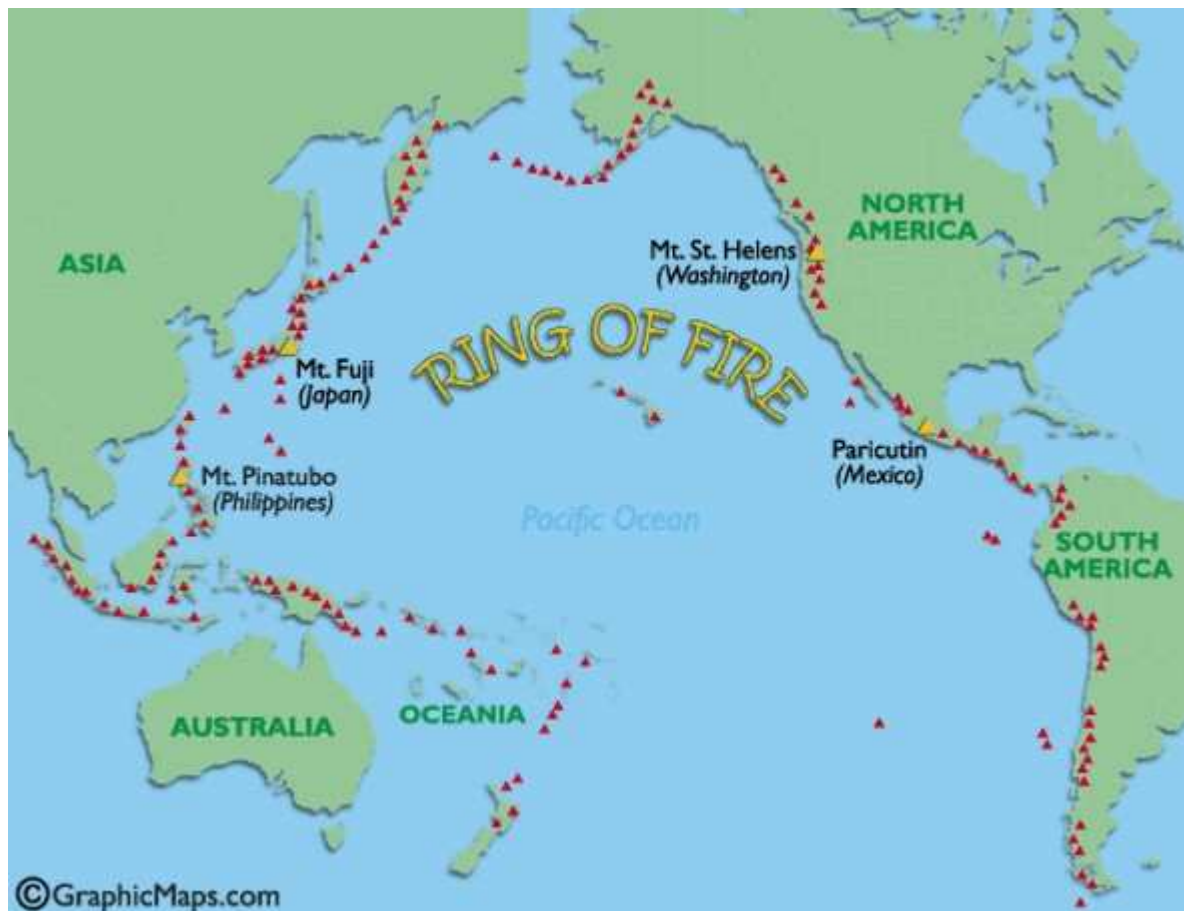 ASIA
NORTH
AMERICA
Mt. St. Helens
(Washington)
RING OF FIRE
Mt. Fuji
(Japan)
Paricutin
(Mexico)
Mt. Pinatubo
(Philippines)
Pacific Ocean
SOUTH
AMERICA
AUSTRALIA
OCEANIA
©GraphicMaps.com